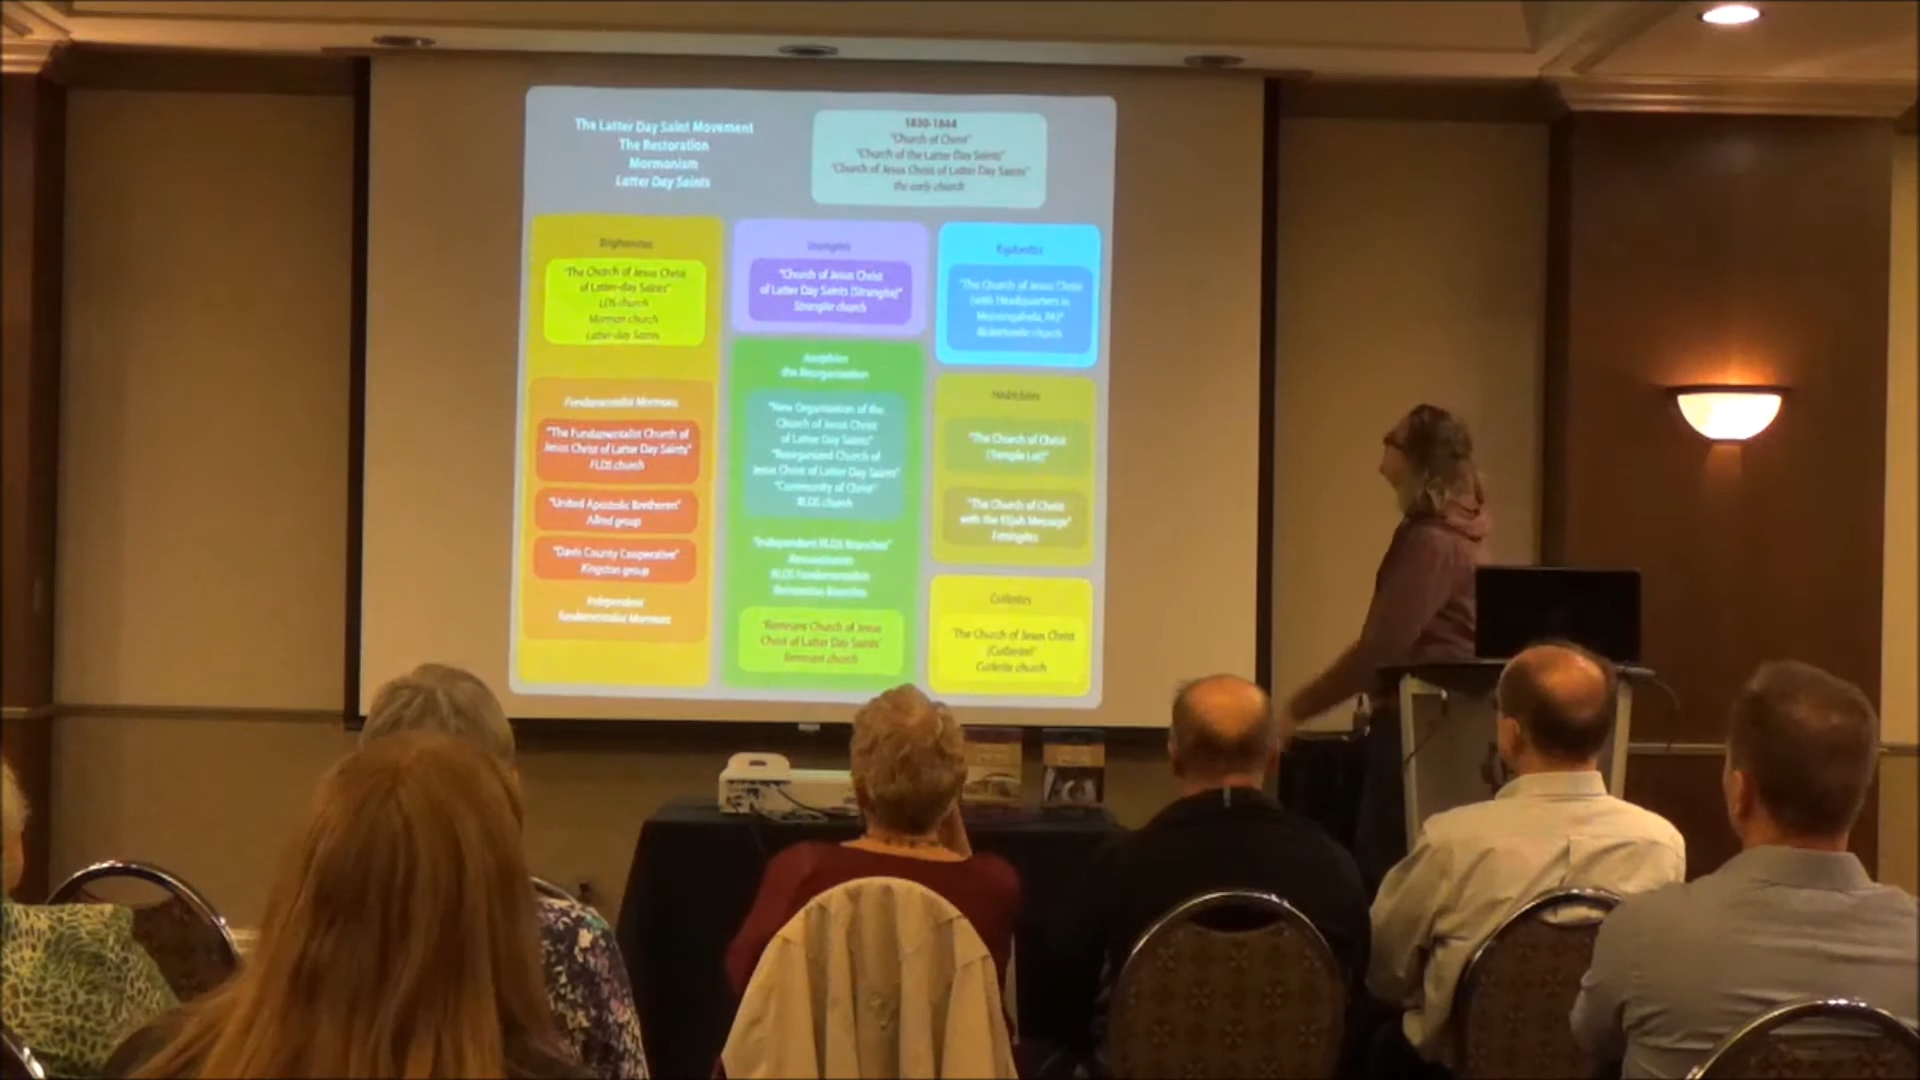 The Latter Day Saint Movement
The Restoration
Mormonism
Latter Day Saints
1830-1844
"Church of Christ"
"Church of the Latter Day Saints"
"Church of Jesus Christ of Latter Day Saints"
the early church
Brighamites
"The Church of Jesus Christ
of Latter-day Saints"
LDS church
Mormon church
Latter-day Saints
Fundamentalist Mormons
"The Fundamentalist Church of
Jesus Christ of Latter Day Saints"
FLDS church
"United Apostolic Brethren"
Allred group
"Davis County Cooperative"
Kingston group
Independent
fundamentalist Mormons
Strangites
"Church of Jesus Christ
of Latter Day Saints (Strangite)"
Strangite church
Josephites
the Reorganization
"New Organization of the
Church of Jesus Christ
of Latter Day Saints"
"Reorganized Church of
Jesus Christ of Latter Day Saints"
"Community of Christ"
RLDS church
"Independent RLDS Branches"
Restorationists
RLDS Fundamentalists
Restoration Branches
"Remnant Church of Jesus
Christ of Latter Day Saints"
Remnant church
Rigdonites
"The Church of Jesus Christ
(with Headquarters in
Monongahela, PA)"
Bickertonite church
Hedrickites
"The Church of Christ
(Temple Lot)"
"The Church of Christ
with the Elijah Message"
Fettingites
Cutlerites
"The Church of Jesus Christ
(Cutlerite)"
Cutlerite church